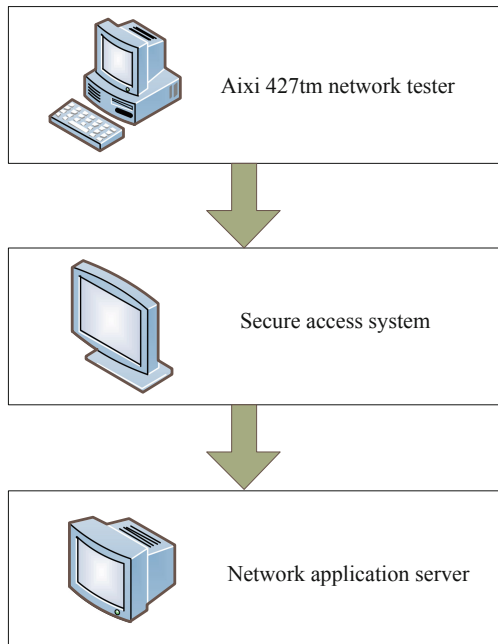 Aixi 427tm network tester
Secure access system
Network application server